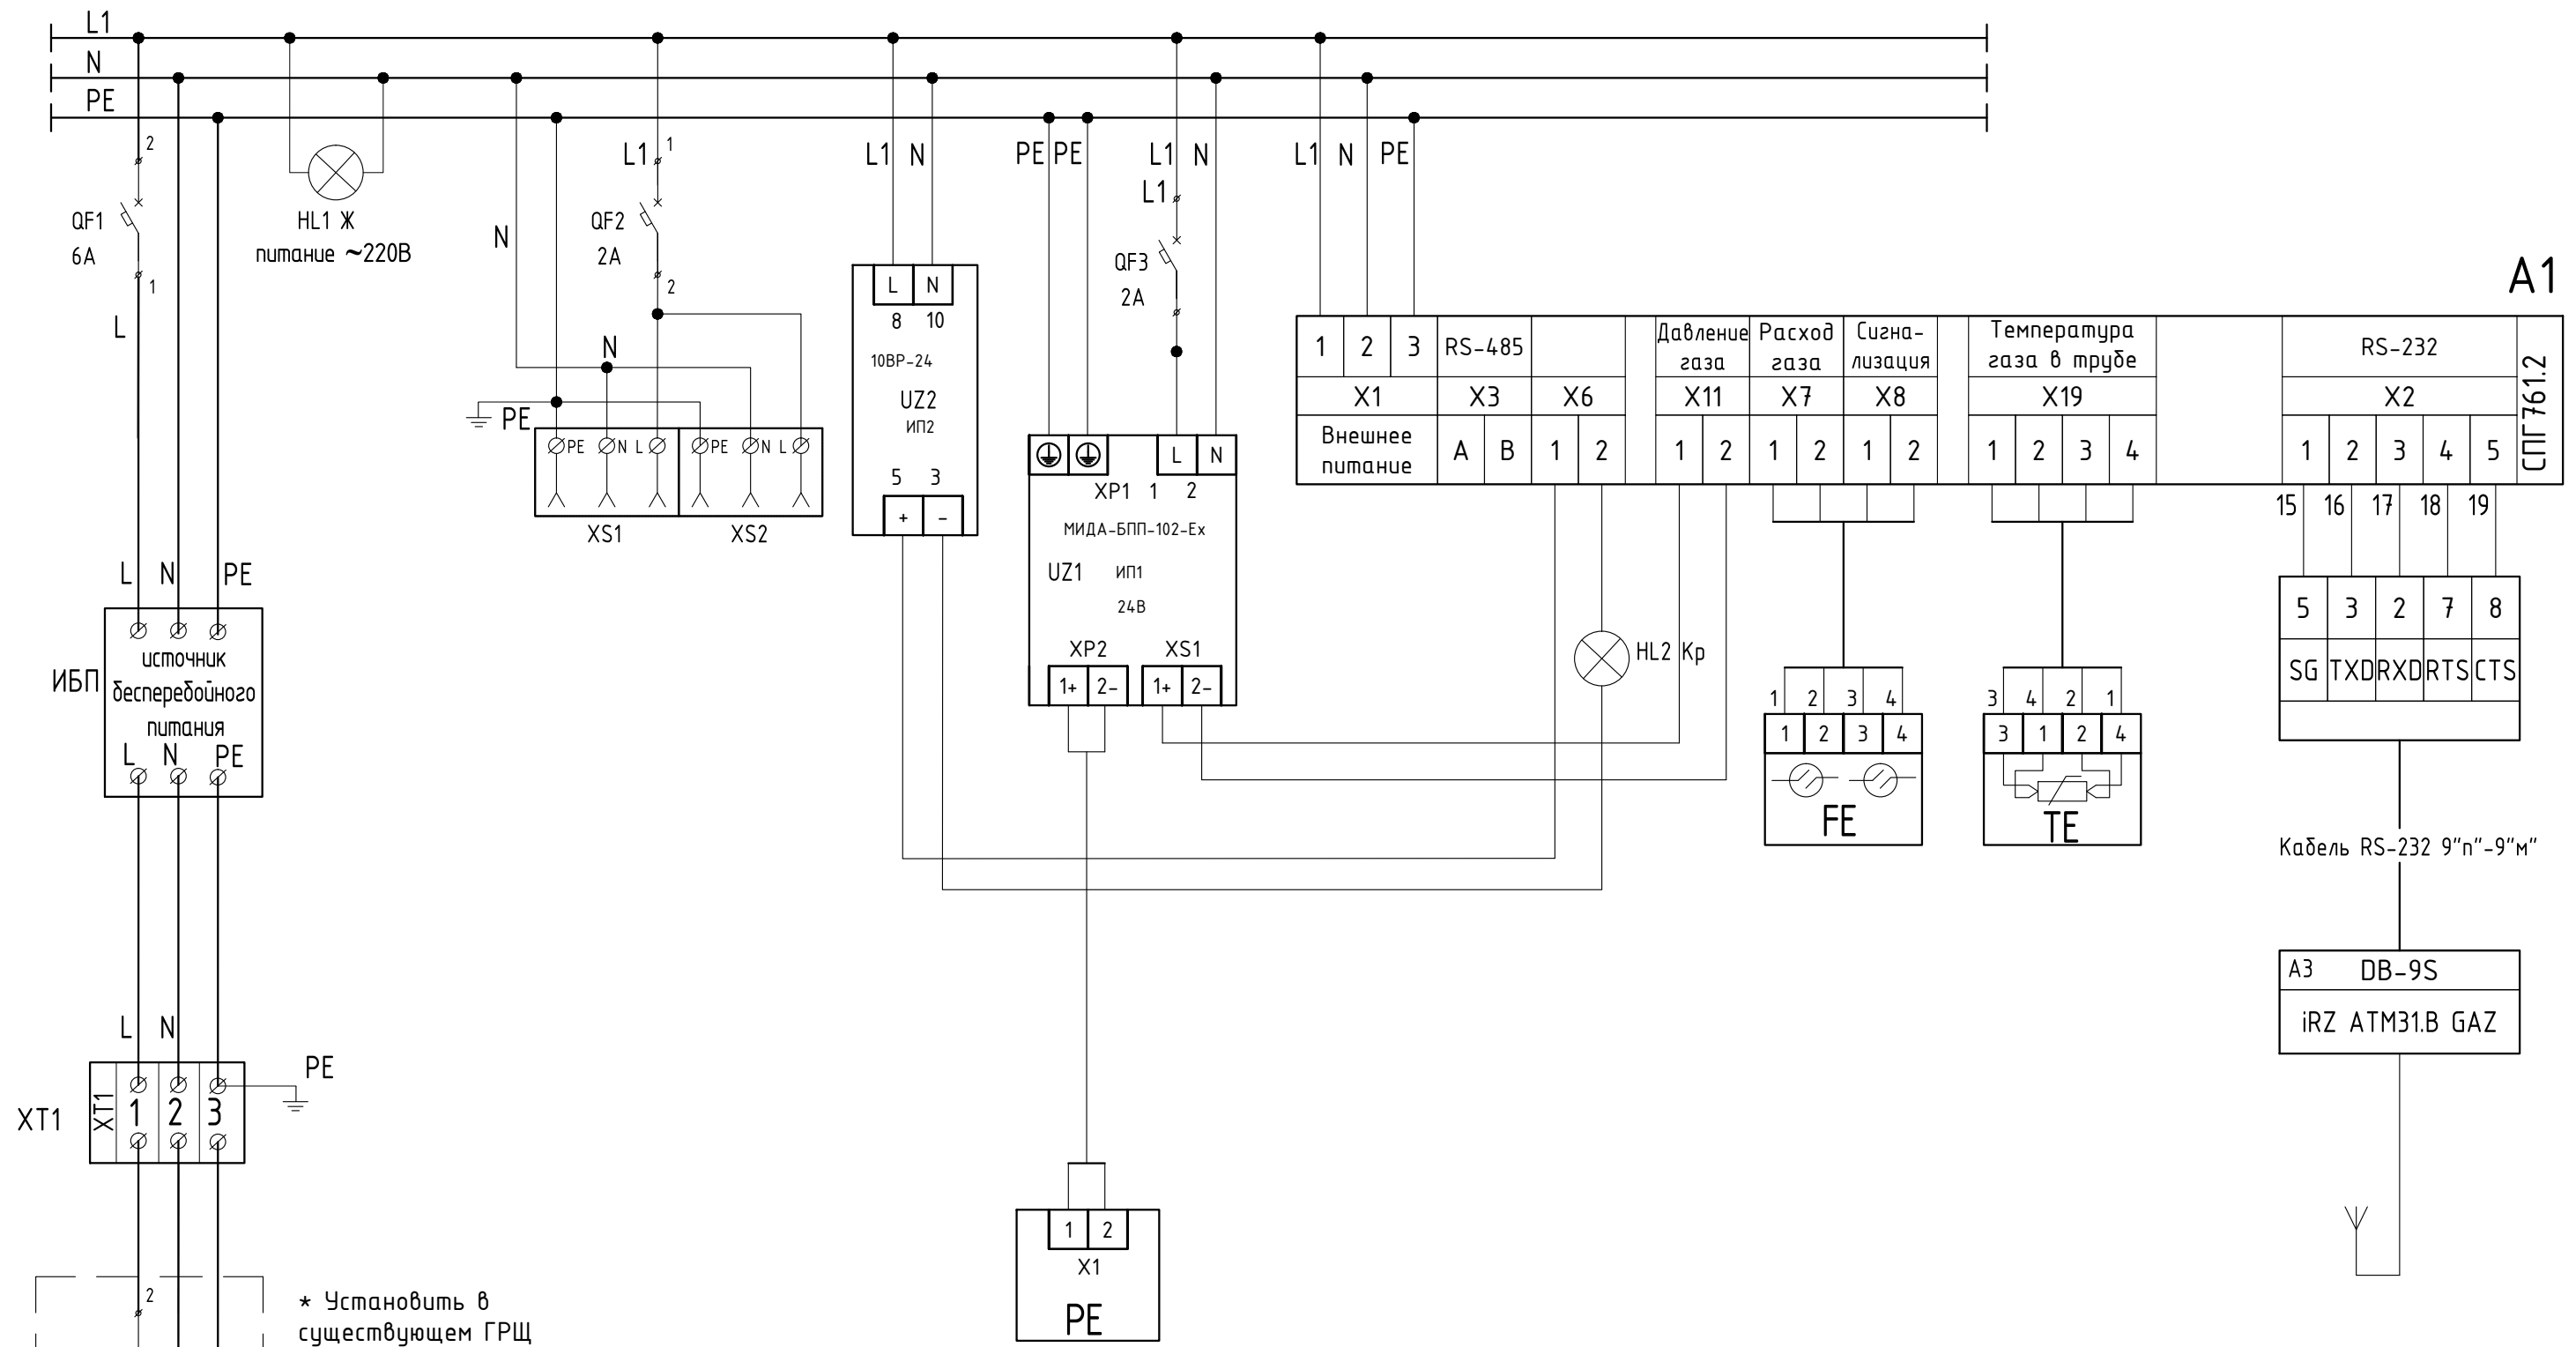 L1
N
PE
2
QF1
6А
1
L
HL1 Ж
питание ~220В
N
L1
1
QF2
2А
2
N
PE
PE
N
L
PE
N
L
XS1
XS2
L1
N
L
N
8
10
10ВР-24
UZ2
ИП2
5
3
+
-
PE
PE
L1
N
L1
QF3
2А
L
N
XP1
1
2
МИДА-БПП-102-Ех
UZ1
ИП1
24В
XP2
XS1
1+
2-
1+
2-
L1
N
PE
А1
1
2
3
RS-485
Давление
газа
Расход
газа
Сигна-
лизация
Температура
газа в трубе
RS-232
X1
X3
X6
X11
X7
X8
X19
X2
Внешнее
питание
A
B
1
2
1
2
1
2
1
2
1
2
3
4
1
2
3
4
5
СПГ761.2
15
16
17
18
19
5
3
2
7
8
SG
TXD
RXD
RTS
CTS
HL2 Кр
1
2
3
4
1
2
3
4
FE
3
4
2
1
3
1
2
4
TE
Кабель RS-232 9"п"-9"м"
А3
DB-9S
iRZ ATM31.B GAZ
L
N
PE
ИБП
источник
бесперебойного
питания
L
N
PE
L
N
PE
XT1
XT1
1
2
3
2
* Установить в
существующем ГРЩ
1
2
X1
PE